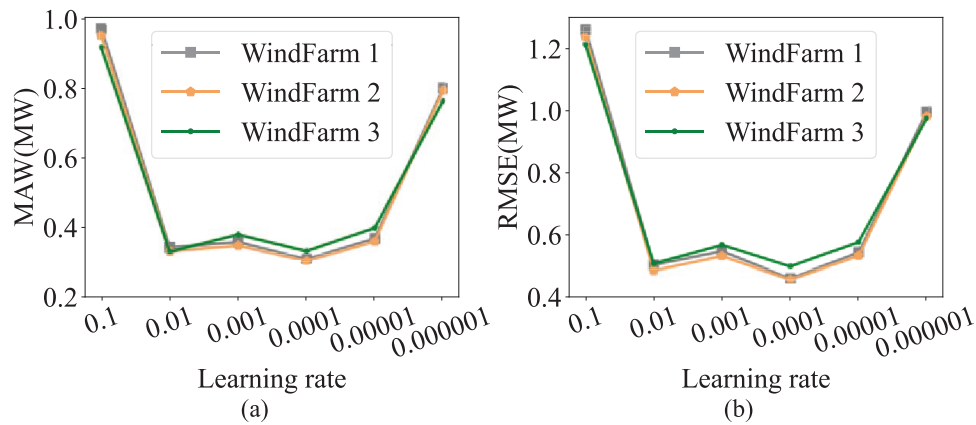 1.0
0.8
0.6
0.4
0.2
MAW(MW)
WindFarm 1
WindFarm 2
WindFarm 3
0.1
0.01
0.001
0.0001
0.00001
0.000001
Learning rate
(a)
1.2
1.0
0.8
0.6
0.4
RMSE(MW)
WindFarm 1
WindFarm 2
WindFarm 3
0.1
0.01
0.001
0.0001
0.00001
0.000001
Learning rate
(b)